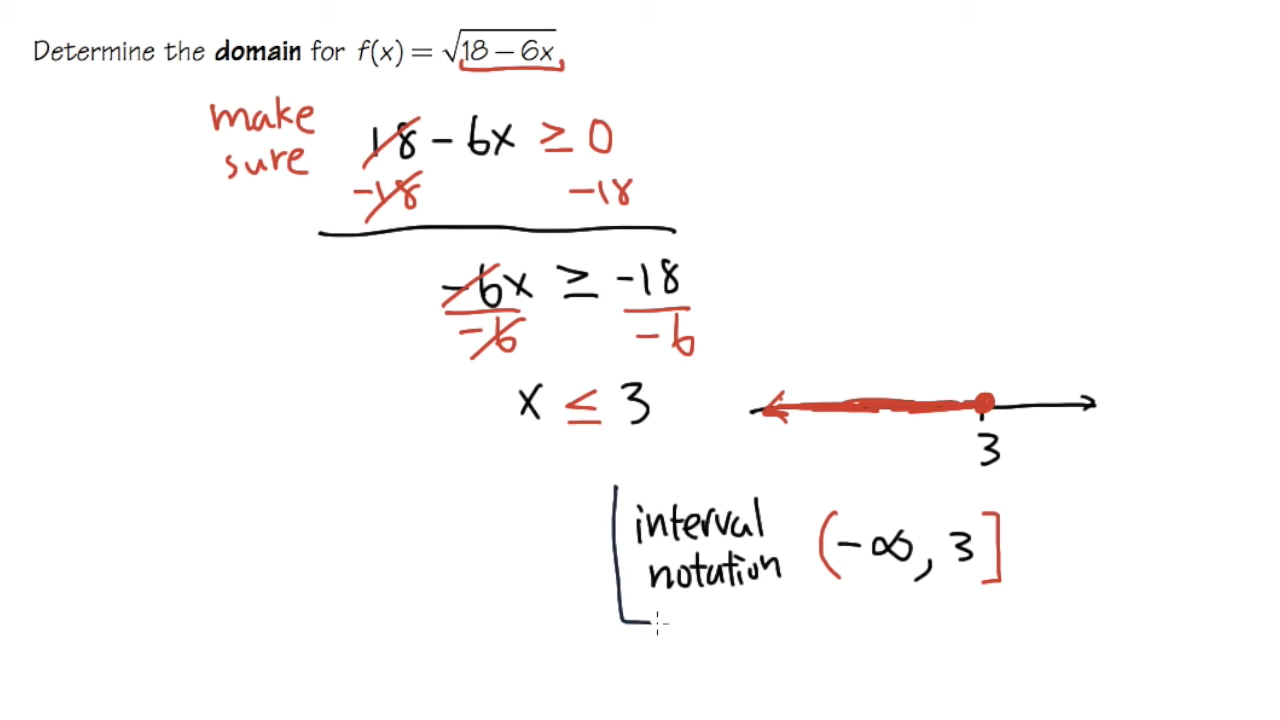 Determine the domain for f(x) = √18 − 6x
make
sure
18 − 6x ≥ 0
−18 −18
−6x ≥ −18
−6 −6
x ≤ 3
3
interval
notation
(−∞, 3]